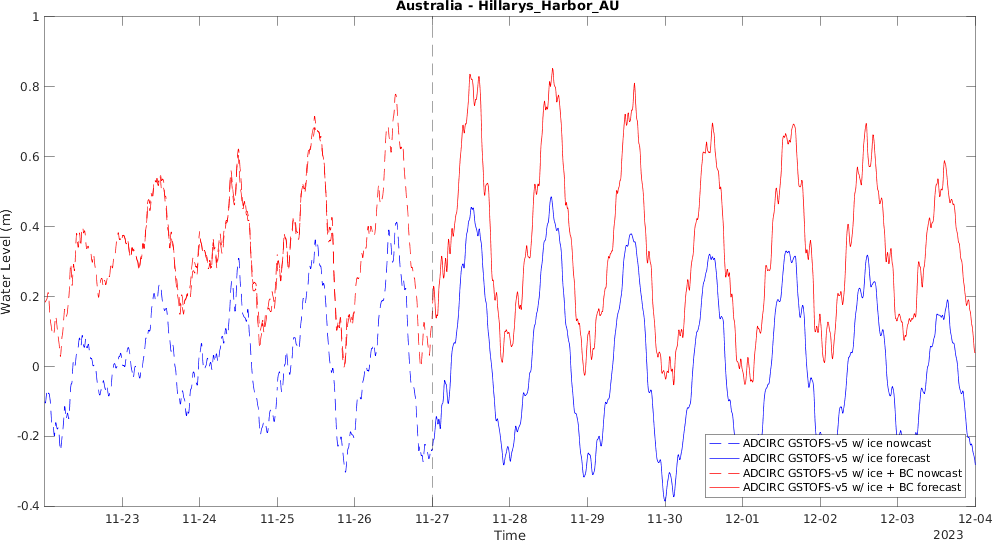 Australia - Hillarys_Harbor_AU
Water Level (m)
1
0.8
0.6
0.4
0.2
0
-0.2
-0.4
ADCIRC GSTOFS-v5 w/ ice nowcast
ADCIRC GSTOFS-v5 w/ ice forecast
ADCIRC GSTOFS-v5 w/ ice + BC nowcast
ADCIRC GSTOFS-v5 w/ ice + BC forecast
11-23 11-24 11-25 11-26 11-27 11-28 11-29 11-30 12-01 12-02 12-03 12-04
Time
2023